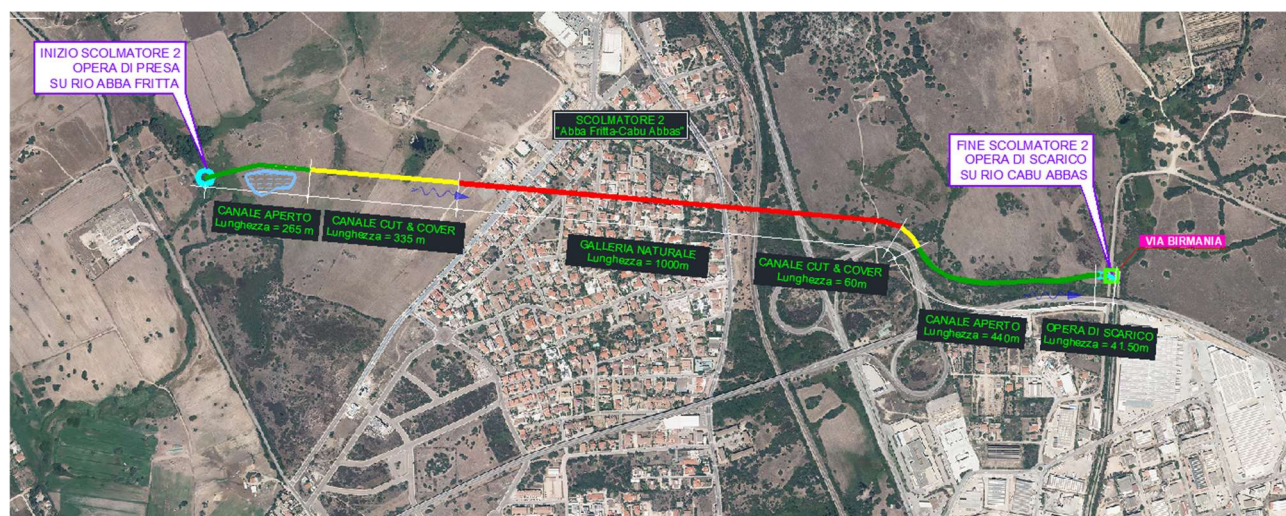 INIZIO SCOLMATORE 2
OPERA DI PRESA
SU RIO ABBA FRITTA
SCOLMATORE 2
"Abba Fritta-Cabu Abbas"
FINE SCOLMATORE 2
OPERA DI SCARICO
SU RIO CABU ABBAS
VIA BIRMANIA
CANALE APERTO
Lunghezza = 265 m
CANALE CUT & COVER
Lunghezza = 335 m
GALLERIA NATURALE
Lunghezza = 1000m
CANALE CUT & COVER
Lunghezza = 60m
CANALE APERTO
Lunghezza = 440m
OPERA DI SCARICO
Lunghezza = 41.50m